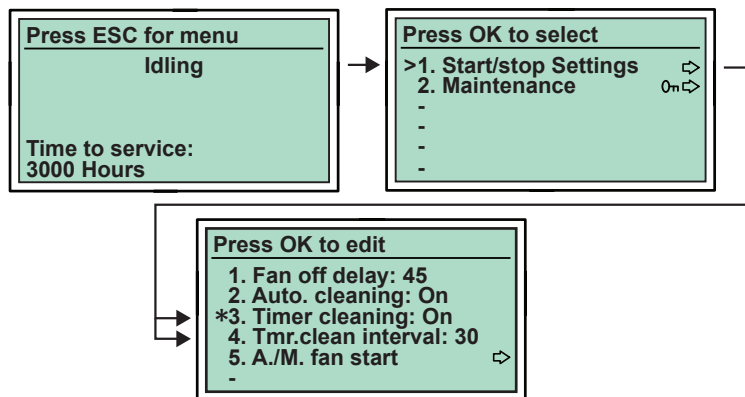 Press ESC for menu
Idling
Time to service:
3000 Hours
Press OK to select
>1. Start/stop Settings
2. Maintenance
-
-
-
-
Press OK to edit
1. Fan off delay: 45
2. Auto. cleaning: On
*3. Timer cleaning: On
4. Tmr.clean interval: 30
5. A./M. fan start
-